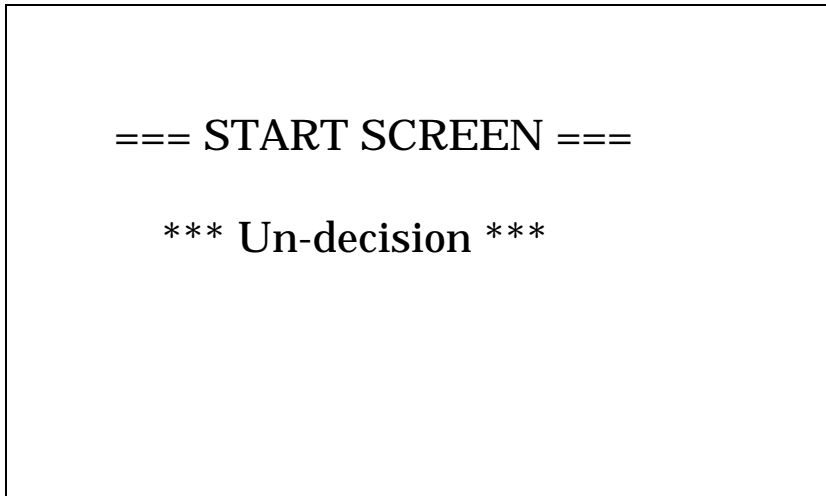 === START SCREEN ===
*** Un-decision ***